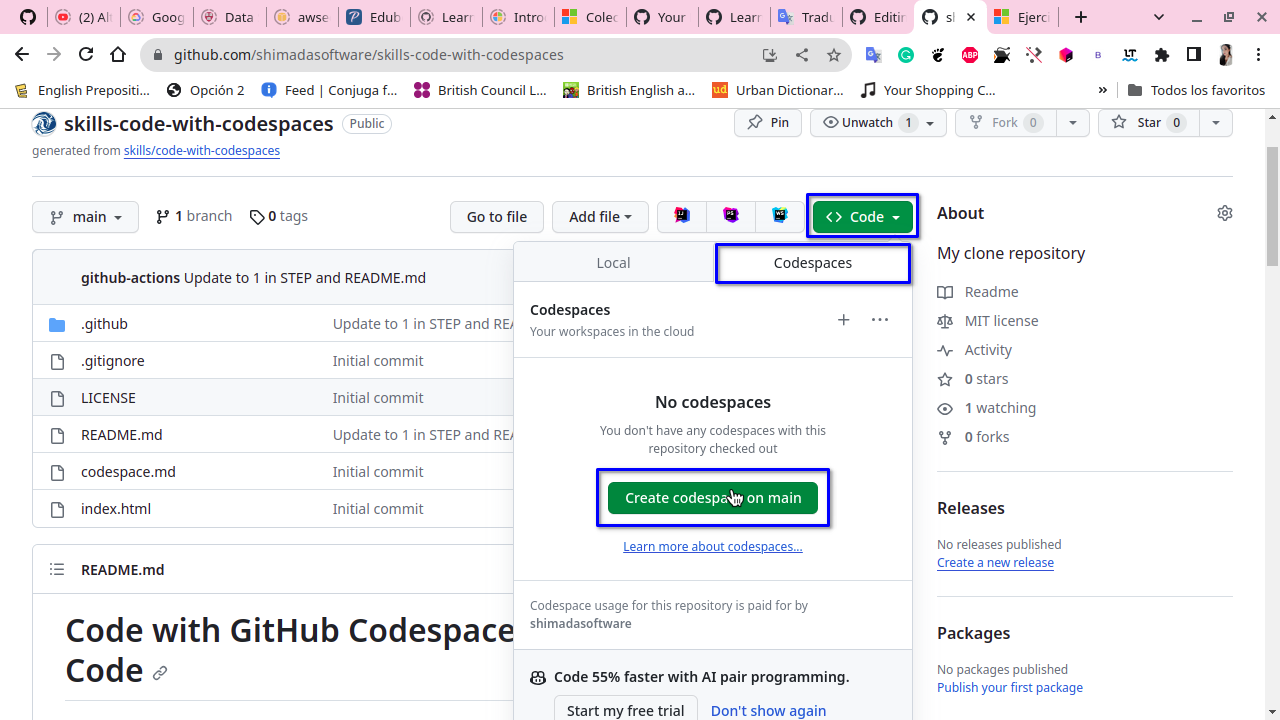 (2) Al
Goog
Data
awse
Edub
Learn
Intro
Colec
Your
Learn
Trad
Editin
sk
Ejerci
github.com/shimadasoftware/skills-code-with-codespaces
English Prepositi...
Opción 2
Feed | Conjuga f...
British Council L...
British English a...
Urban Dictionar...
Your Shopping C...
»
Todos los favoritos
skills-code-with-codespaces
Public
Pin
Unwatch 1
Fork 0
Star 0
generated from skills/code-with-codespaces
main
1 branch
0 tags
Go to file
Add file
Code
About
My clone repository
Readme
MIT license
Activity
0 stars
1 watching
0 forks
Releases
No releases published
Create a new release
Packages
No packages published
Publish your first package
github-actions Update to 1 in STEP and README.md
.github Update to 1 in STEP and REA
.gitignore Initial commit
LICENSE Initial commit
README.md Update to 1 in STEP and REA
codespace.md Initial commit
index.html Initial commit
Local
Codespaces
Codespaces
Your workspaces in the cloud
No codespaces
You don't have any codespaces with this
repository checked out
Create codespace on main
Learn more about codespaces...
Codespace usage for this repository is paid for by
shimadasoftware
Code 55% faster with AI pair programming.
Start my free trial
Don't show again
README.md
Code with GitHub Codespace
Code